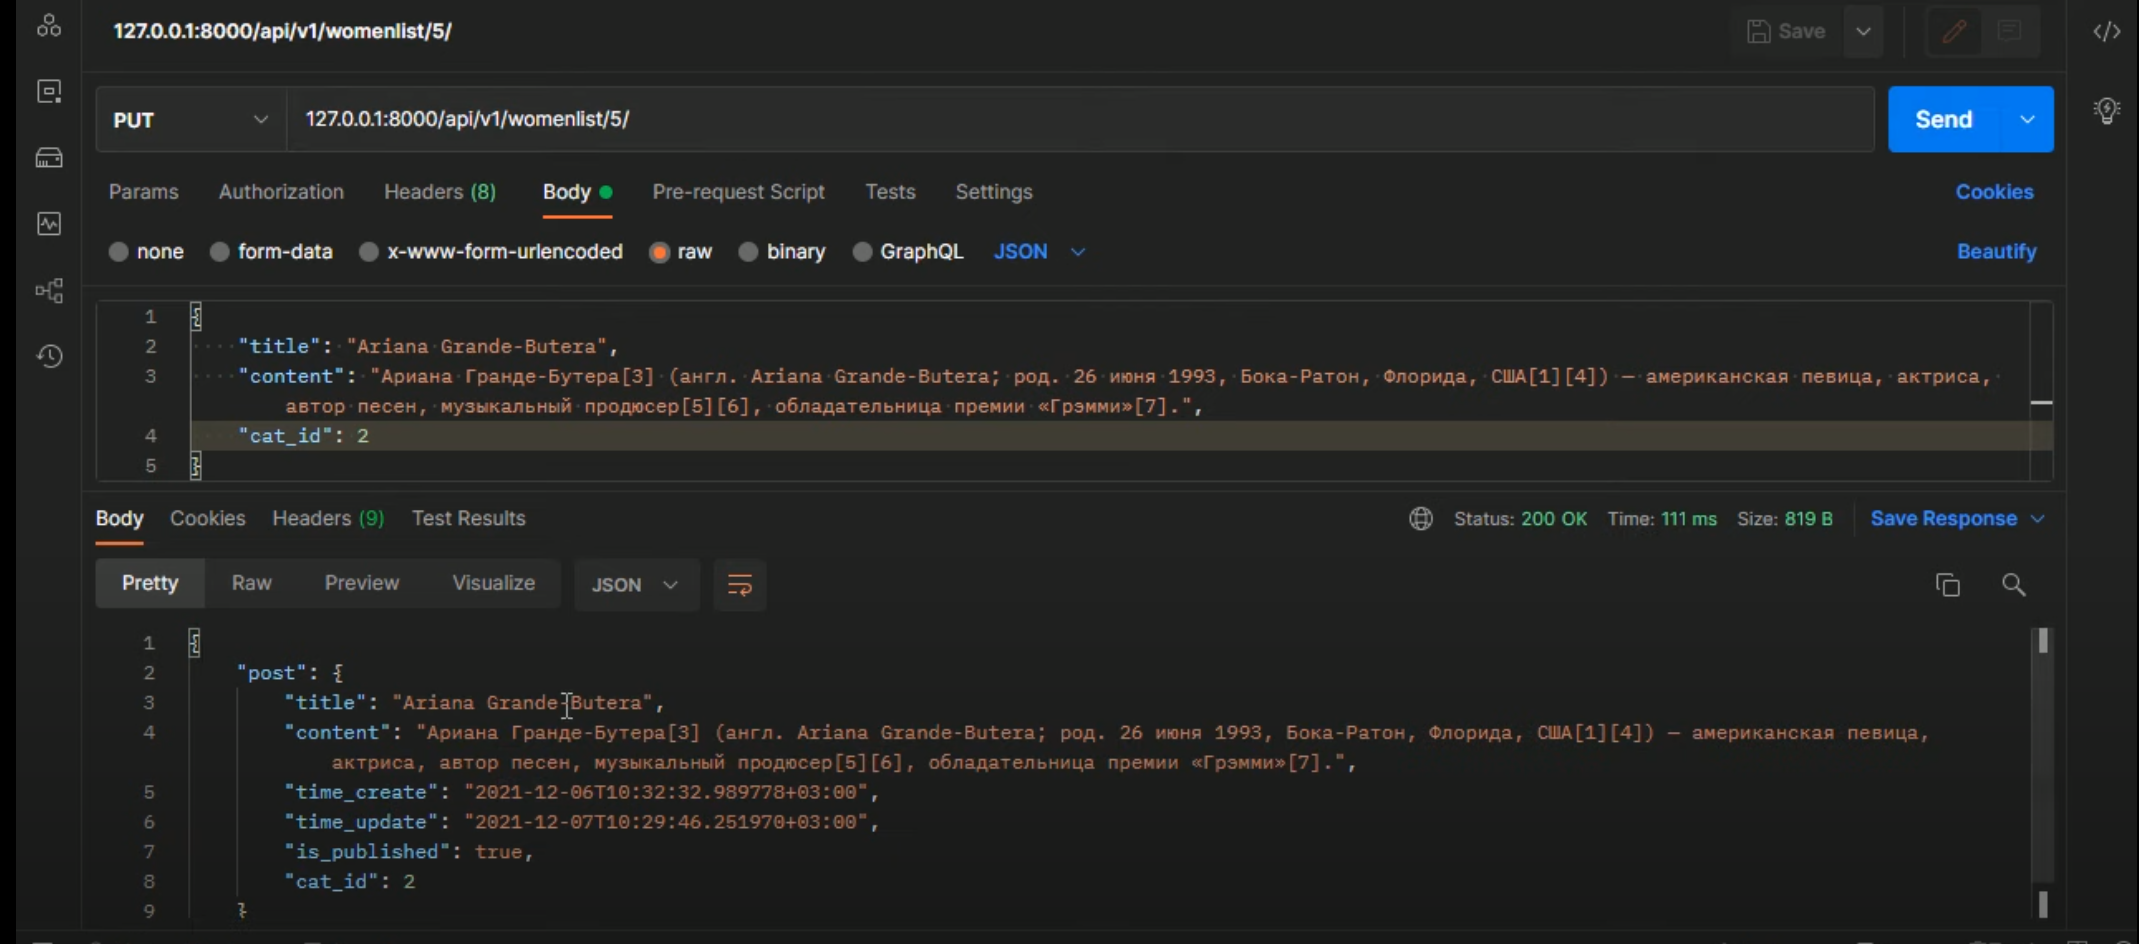 127.0.0.1:8000/api/v1/womenlist/5/
Save
PUT
127.0.0.1:8000/api/v1/womenlist/5/
Send
Params Authorization Headers (8) Body Pre-request Script Tests Settings Cookies
none form-data x-www-form-urlencoded raw binary GraphQL JSON Beautify
1 {
2 "title": "Ariana Grande-Butera",
3 "content": "Ариана Гранде-Бутера[3] (англ. Ariana Grande-Butera; род. 26 июня 1993, Бока-Ратон, Флорида, США[1][4]) — американская певица, актриса,
автор песен, музыкальный продюсер[5][6], обладательница премии «Грэмми»[7].",
4 "cat_id": 2
5 }
Body Cookies Headers (9) Test Results Status: 200 OK Time: 111 ms Size: 819 B Save Response
Pretty Raw Preview Visualize JSON
1 {
2 "post": {
3 "title": "Ariana Grande-Butera",
4 "content": "Ариана Гранде-Бутера[3] (англ. Ariana Grande-Butera; род. 26 июня 1993, Бока-Ратон, Флорида, США[1][4]) — американская певица,
актриса, автор песен, музыкальный продюсер[5][6], обладательница премии «Грэмми»[7].",
5 "time_create": "2021-12-06T10:32:32.989778+03:00",
6 "time_update": "2021-12-07T10:29:46.251970+03:00",
7 "is_published": true,
8 "cat_id": 2
9 }